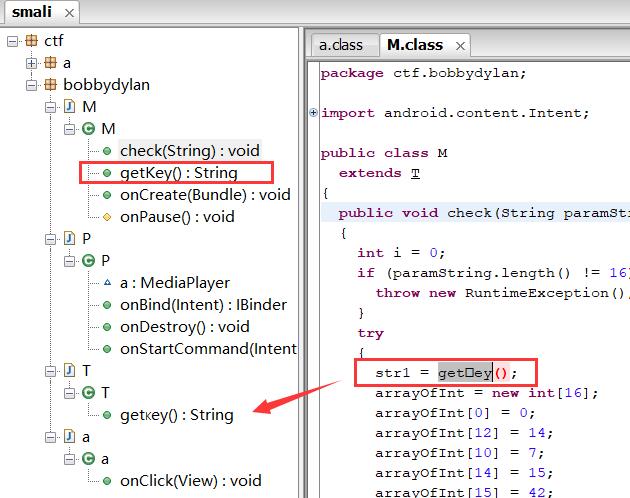 smali
ctf
a
bobbydylan
M
M
check(String) : void
getKey() : String
onCreate(Bundle) : void
onPause() : void
P
P
a : MediaPlayer
onBind(Intent) : IBinder
onDestroy() : void
onStartCommand(Intent
T
T
getкey() : String
a
a
onClick(View) : void
a.class
M.class
package ctf.bobbydylan;
import android.content.Intent;
public class M
extends T
{
public void check(String paramStr
{
int i = 0;
if (paramString.length() != 16)
throw new RuntimeException();
}
try
{
str1 = get□ey();
arrayOfInt = new int[16];
arrayOfInt[0] = 0;
arrayOfInt[12] = 14;
arrayOfInt[10] = 7;
arrayOfInt[14] = 15;
arrayOfInt[15] = 42;